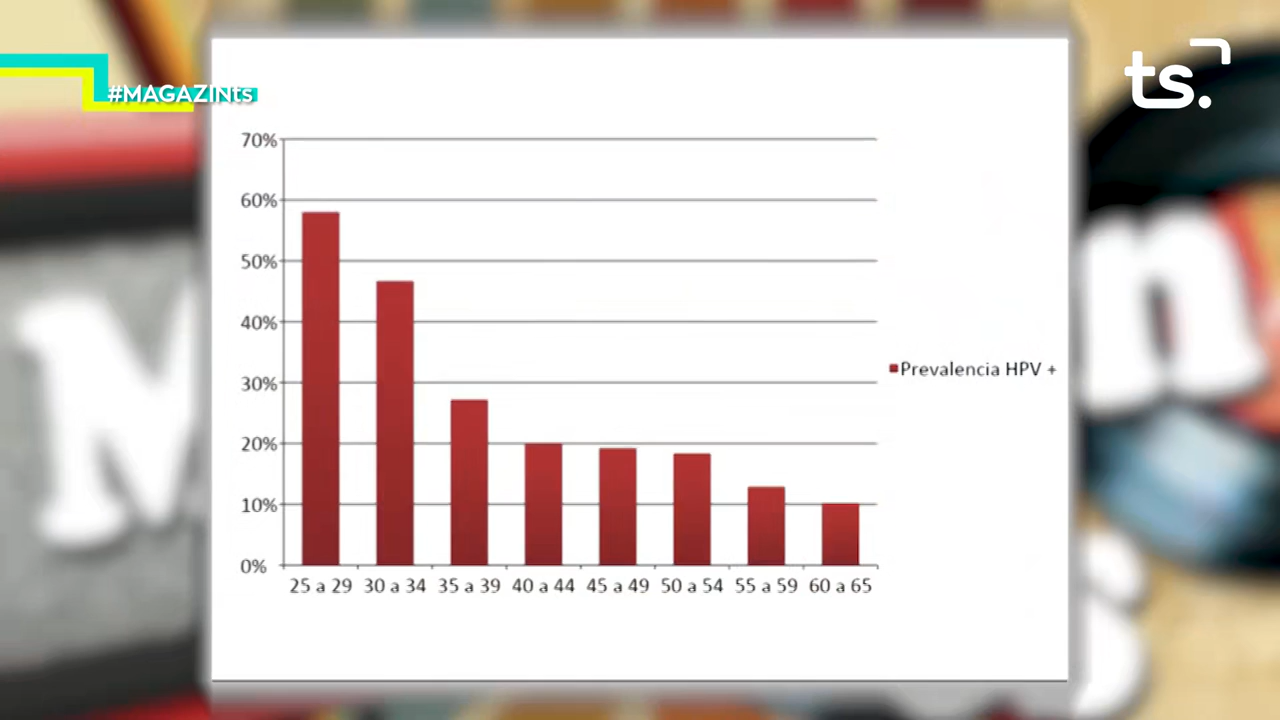 #MAGAZINts
ts.
70%
60%
50%
40%
30%
20%
10%
0%
25 a 29 30 a 34 35 a 39 40 a 44 45 a 49 50 a 54 55 a 59 60 a 65
Prevalencia HPV +